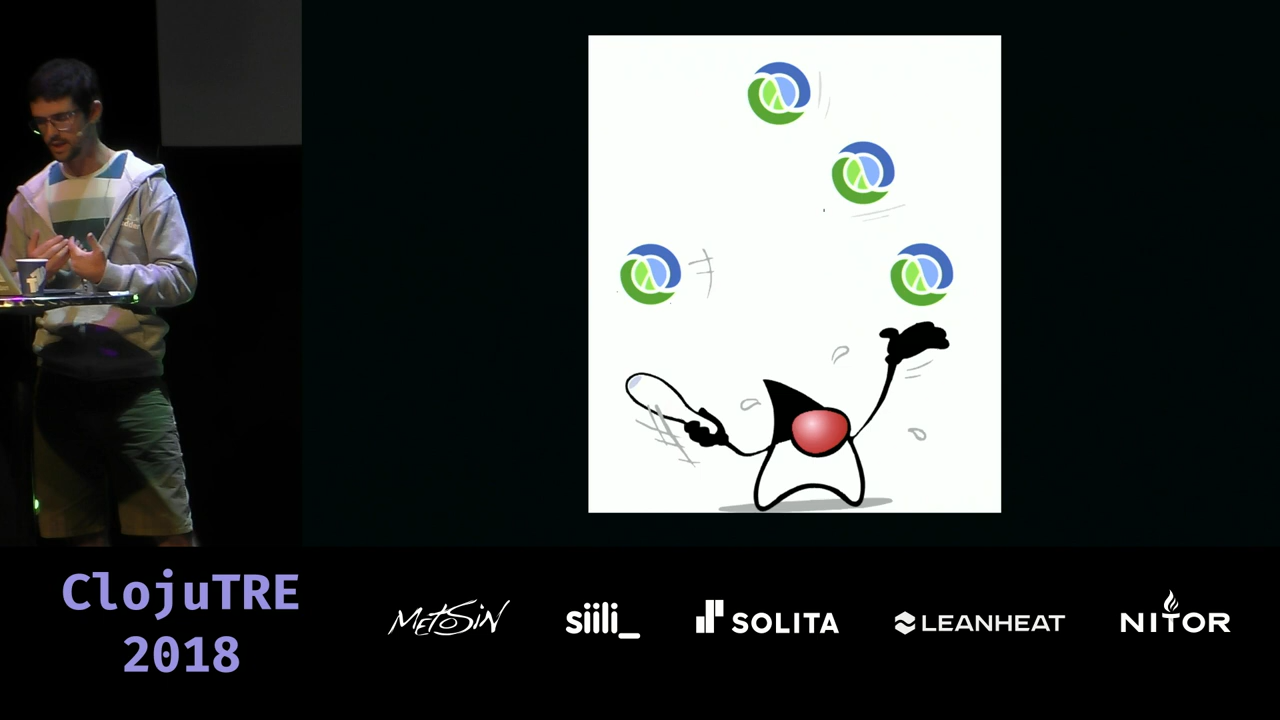 ClojuTRE
2018
METOSIN
siili_
SOLITA
LEANHEAT
NITOR